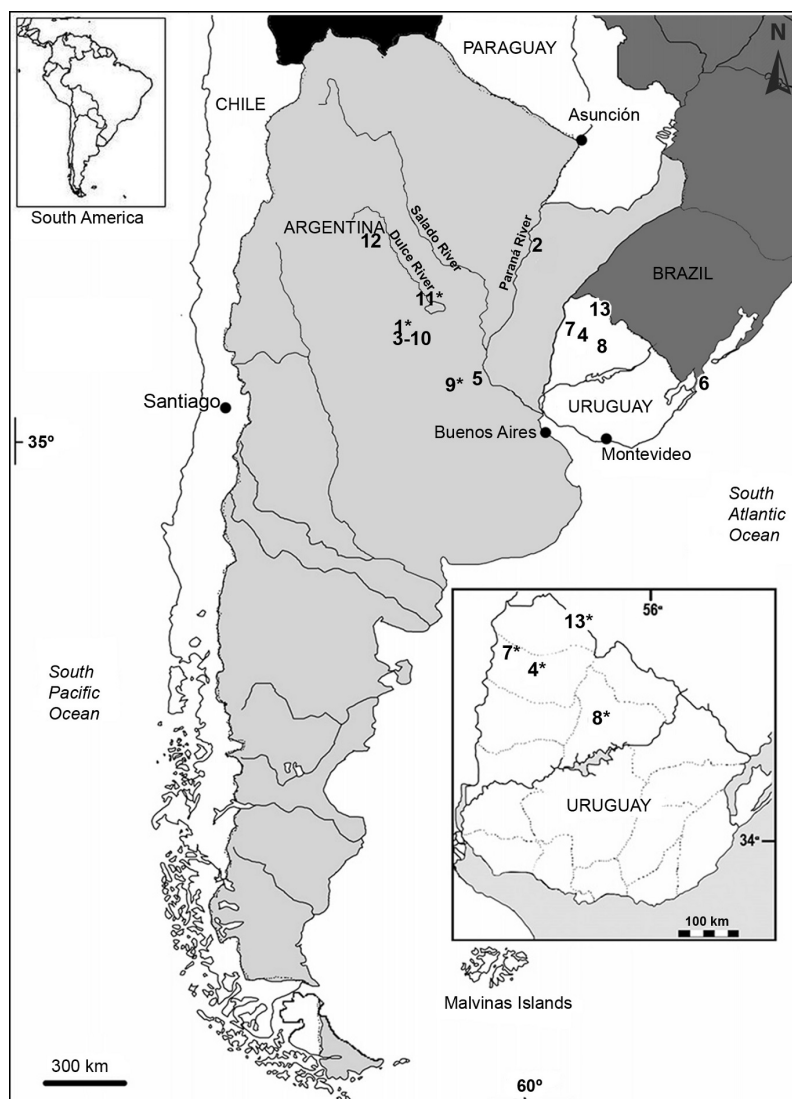 N
PARAGUAY
CHILE
Asunción
South America
ARGENTINA
Salado River
Paraná River
2
12
Dulce River
BRAZIL
11*
13
1*
3-10
7
4
8
9*
5
6
Santiago
URUGUAY
Buenos Aires
35º
Montevideo
South
Atlantic
Ocean
56º
13*
7*
4*
South
Pacific
Ocean
8*
URUGUAY
34º
100 km
Malvinas Islands
300 km
60º